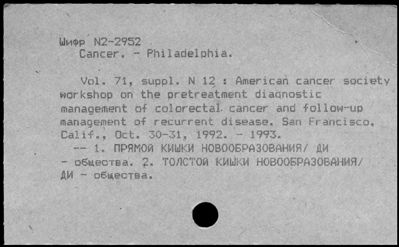 Шифр N2-2952
Cancer. - Philadelphia.
Vol. 71, suppl. N 12 : American cancer society
workshop on the pretreatment diagnostic
management of colorectal cancer and follow-up
management of recurrent disease, San Francisco,
Calif., Oct. 30-31, 1992. - 1993.
-- 1. ПРЯМОЙ КИШКИ НОВООБРАЗОВАНИЯ/ ДИ
- общества. 2. ТОЛСТОЙ КИШКИ НОВООБРАЗОВАНИЯ/
ДИ - общества.